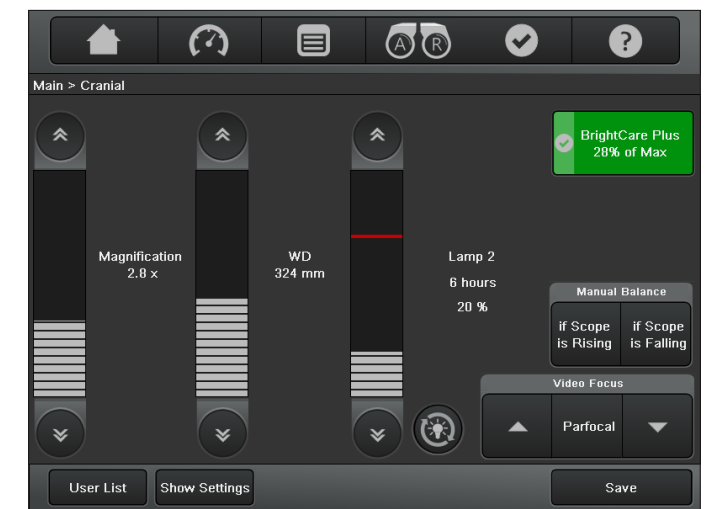 A R
?
Main > Cranial
BrightCare Plus
28% of Max
Magnification
2.8 x
WD
324 mm
Lamp 2
6 hours
20 %
Manual Balance
if Scope
is Rising
if Scope
is Falling
Video Focus
Parfocal
User List
Show Settings
Save